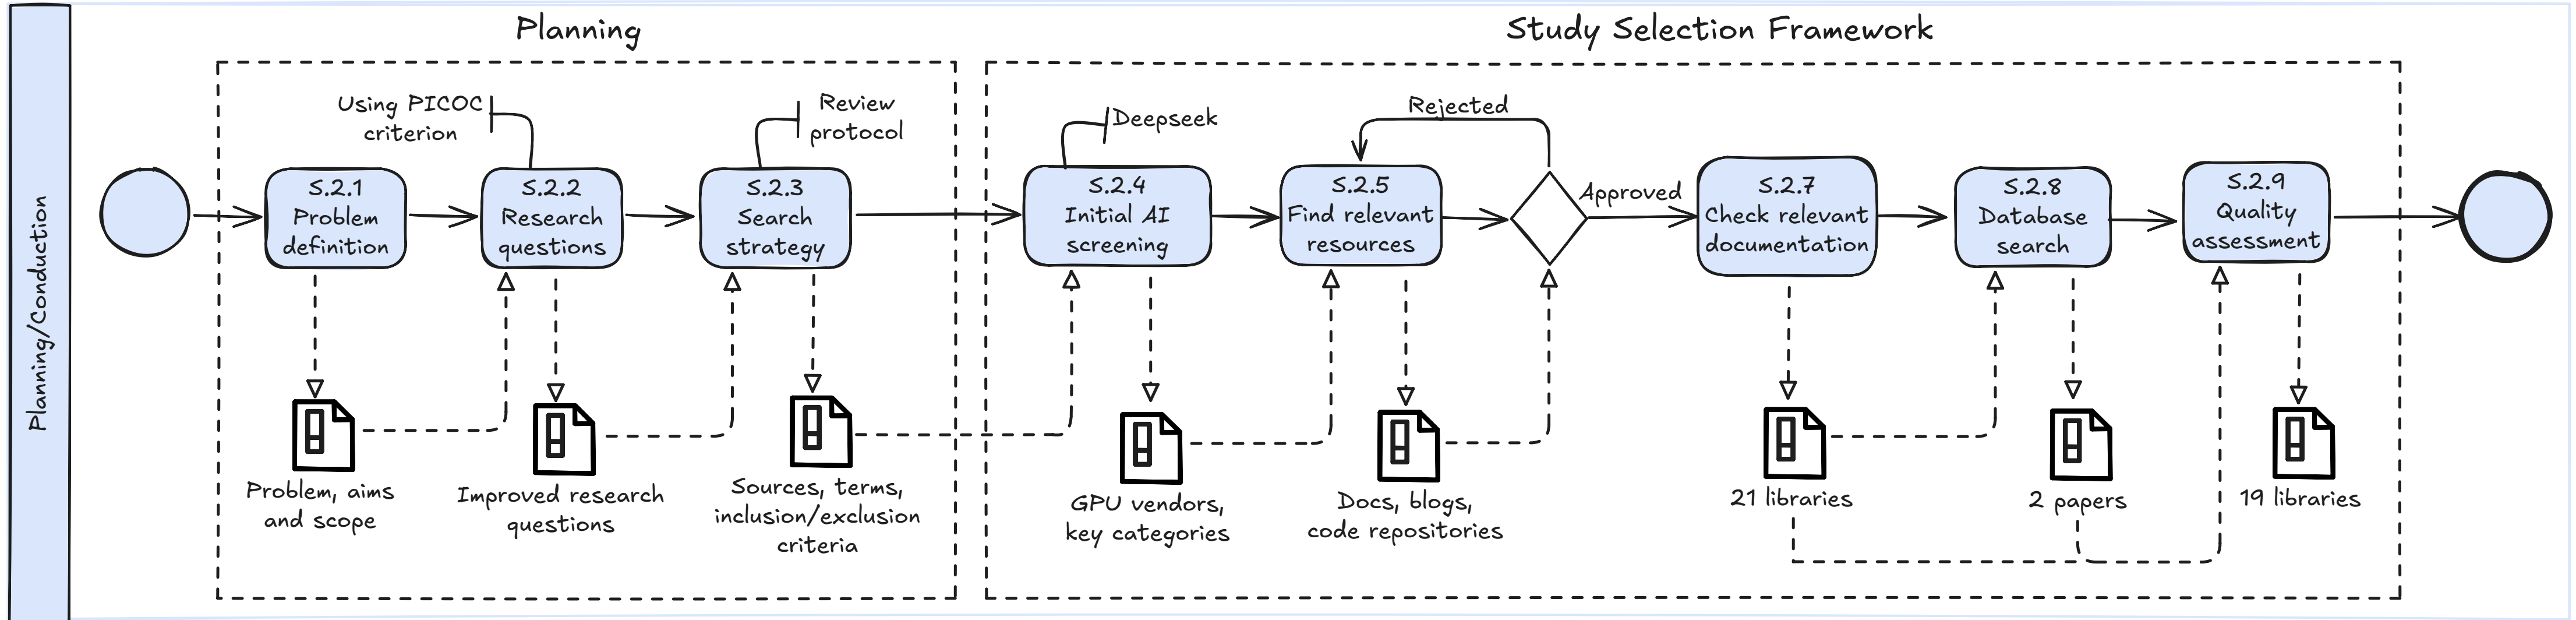 Planning/Conduction
Planning
Study Selection Framework
Using PICOC
criterion
Review
protocol
Deepseek
Rejected
S.2.1
Problem
definition
S.2.2
Research
questions
S.2.3
Search
strategy
S.2.4
Initial AI
screening
S.2.5
Find relevant
resources
Approved
S.2.7
Check relevant
documentation
S.2.8
Database
search
S.2.9
Quality
assessment
Problem, aims
and scope
Improved research
questions
Sources, terms,
inclusion/exclusion
criteria
GPU vendors,
key categories
Docs, blogs,
code repositories
21 libraries
2 papers
19 libraries